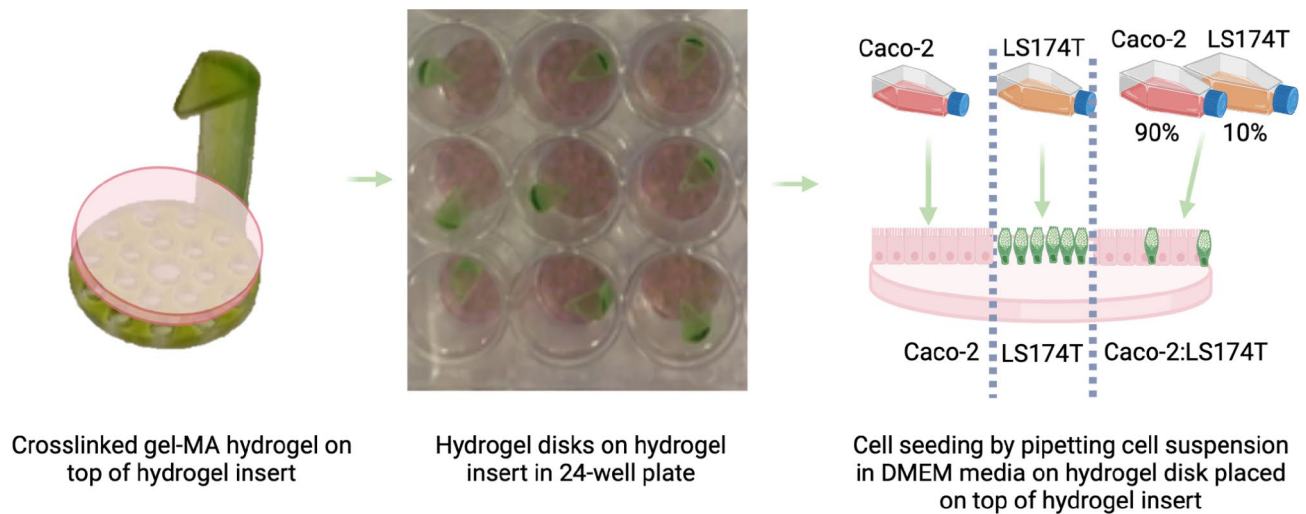 Caco-2
LS174T
Caco-2 LS174T
90% 10%
Caco-2
LS174T
Caco-2:LS174T
Crosslinked gel-MA hydrogel on
top of hydrogel insert
Hydrogel disks on hydrogel
insert in 24-well plate
Cell seeding by pipetting cell suspension
in DMEM media on hydrogel disk placed
on top of hydrogel insert